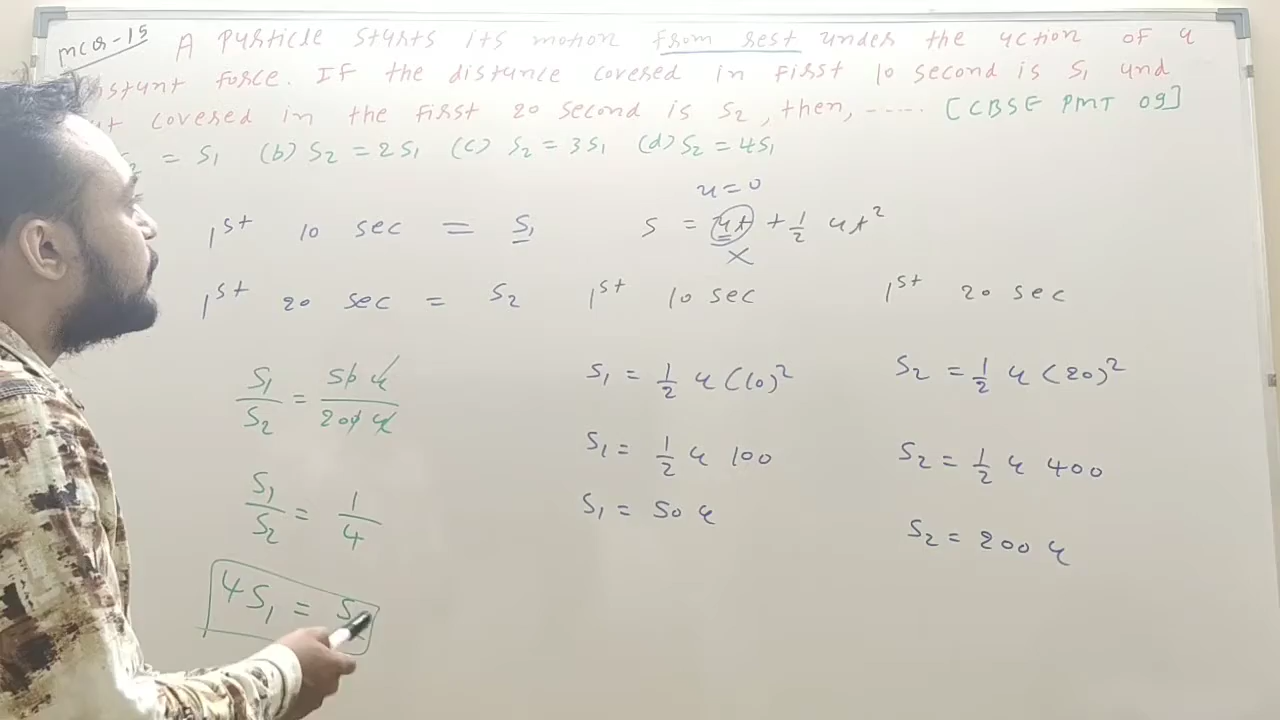 MCQ-15 A particle starts its motion from rest under the action of a
force. If the distance covered in first 10 second is S₁ and
covered in the first 20 second is S₂, then, ...... [CBSE PMT 09]
= S₁ (b) S₂ = 2S₁ (c) S₂ = 3S₁ (d) S₂ = 4S₁
u = 0
1st 10 sec = S₁
S = ut + 1/2 at²
X
1st 20 sec = S₂
1st 10 sec
1st 20 sec
S₁/S₂ = 50 a/200 a
S₁ = 1/2 a (10)²
S₂ = 1/2 a (20)²
S₁ = 1/2 a 100
S₂ = 1/2 a 400
S₁/S₂ = 1/4
S₁ = 50 a
S₂ = 200 a
4S₁ = S